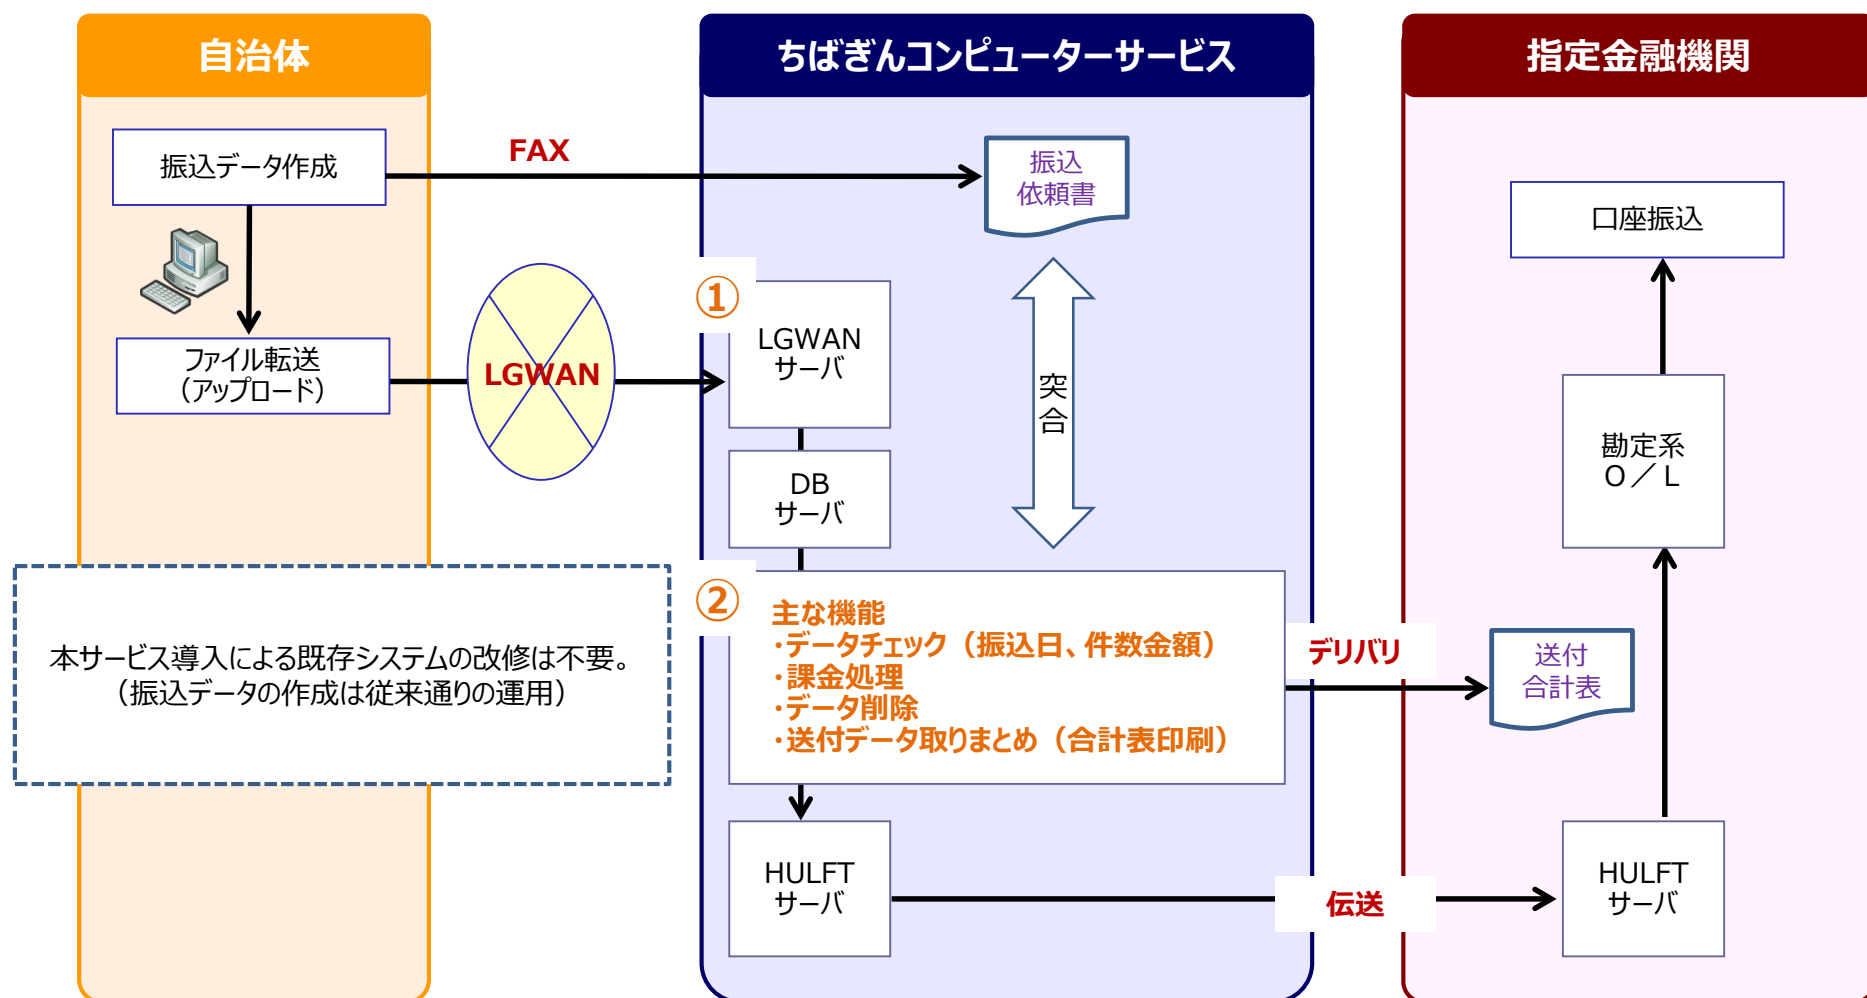 自治体
ちばぎんコンピューターサービス
指定金融機関
振込データ作成
FAX
振込
依頼書
口座振込
ファイル転送
（アップロード）
LGWAN
①
LGWAN
サーバ
突
合
DB
サーバ
勘定系
O／L
本サービス導入による既存システムの改修は不要。
（振込データの作成は従来通りの運用）
②
主な機能
・データチェック（振込日、件数金額）
・課金処理
・データ削除
・送付データ取りまとめ（合計表印刷）
デリバリ
送付
合計表
HULFT
サーバ
伝送
HULFT
サーバ